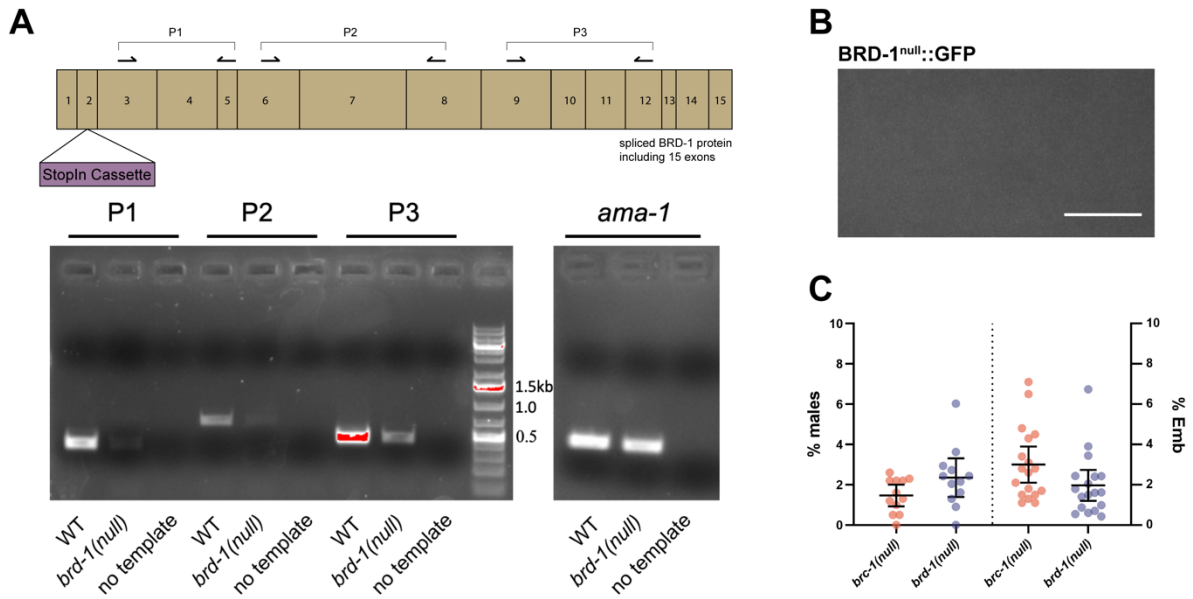 A
P1
P2
P3
1 2 3 4 5 6 7 8 9 10 11 12 13 14 15
spliced BRD-1 protein
including 15 exons
StopIn Cassette
P1
P2
P3
ama-1
1.5kb
1.0
0.5
WT
brd-1(null)
no template
WT
brd-1(null)
no template
WT
brd-1(null)
no template
WT
brd-1(null)
no template
B
BRD-1null::GFP
C
% males
10
8
6
4
2
0
10
8
6
4
2
0
% Emb
brc-1(null)
brd-1(null)
brc-1(null)
brd-1(null)